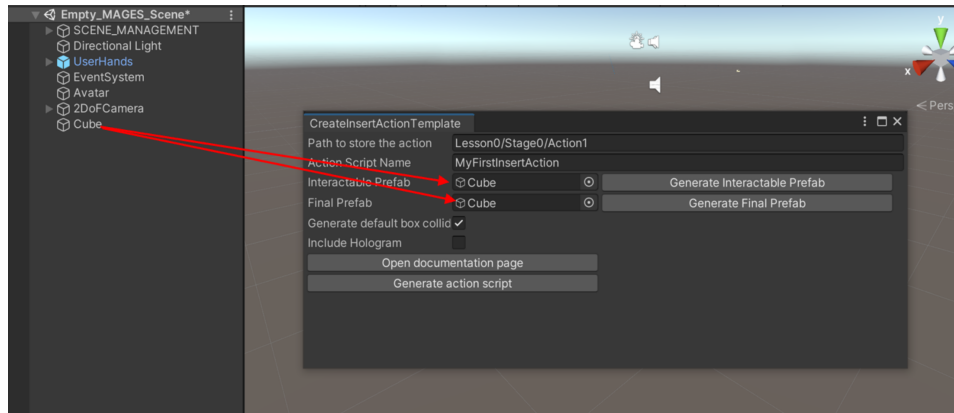 Empty_MAGES_Scene*
SCENE_MANAGEMENT
Directional Light
UserHands
EventSystem
Avatar
2DoFCamera
Cube
y
x
< Pers
CreateInsertActionTemplate
Path to store the action Lesson0/Stage0/Action1
Action Script Name MyFirstInsertAction
Interactable Prefab Cube Generate Interactable Prefab
Final Prefab Cube Generate Final Prefab
Generate default box collid
Include Hologram
Open documentation page
Generate action script